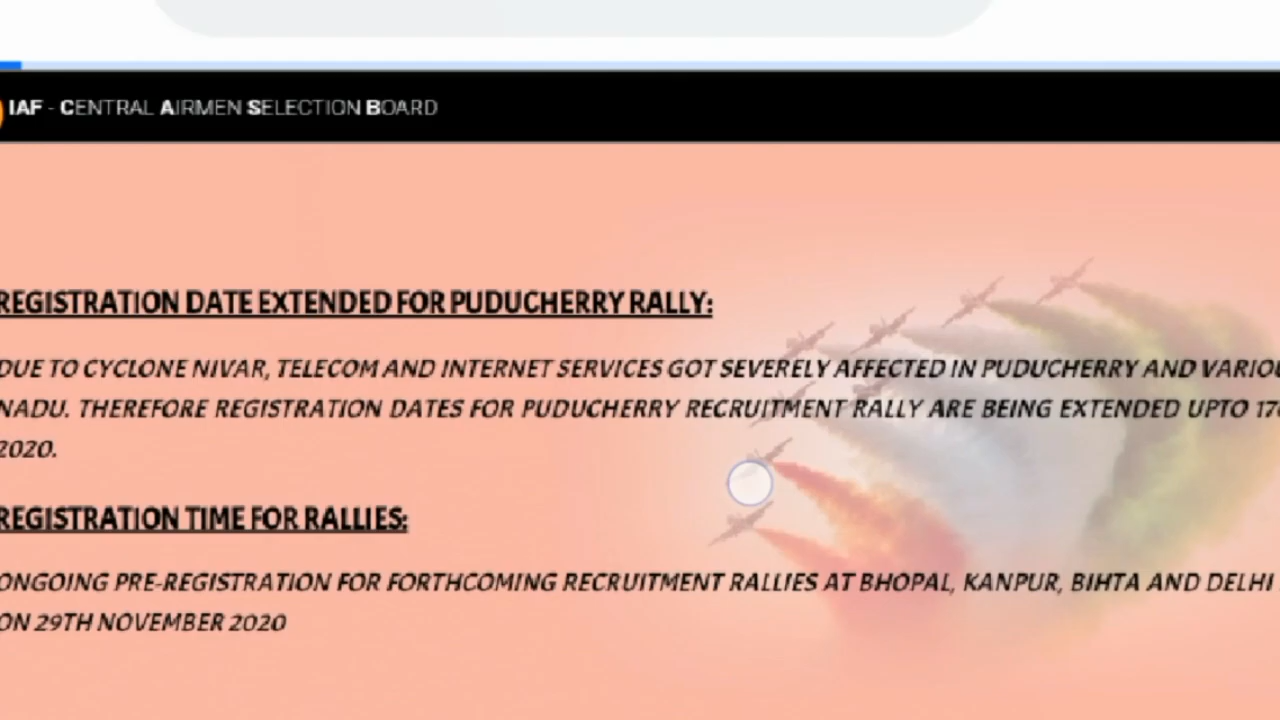 IAF - CENTRAL AIRMEN SELECTION BOARD
REGISTRATION DATE EXTENDED FOR PUDUCHERRY RALLY:
DUE TO CYCLONE NIVAR, TELECOM AND INTERNET SERVICES GOT SEVERELY AFFECTED IN PUDUCHERRY AND
NADU. THEREFORE REGISTRATION DATES FOR PUDUCHERRY RECRUITMENT RALLY ARE BEING EXTENDED UPTO
2020.
REGISTRATION TIME FOR RALLIES:
ONGOING PRE-REGISTRATION FOR FORTHCOMING RECRUITMENT RALLIES AT BHOPAL, KANPUR, BIHTA AND DELHI
ON 29TH NOVEMBER 2020